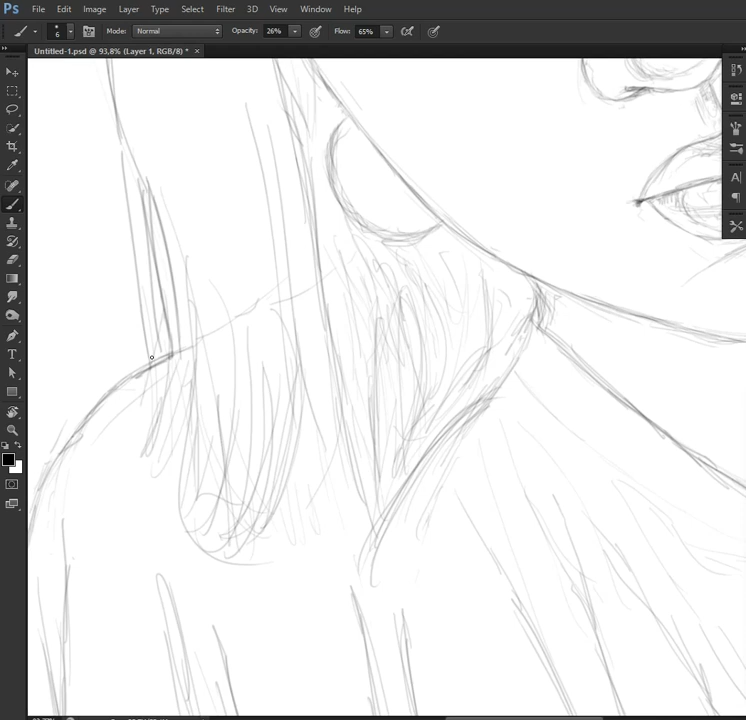 Ps File Edit Image Layer Type Select Filter 3D View Window Help
6 Mode: Normal Opacity: 26% Flow: 65%
Untitled-1.psd @ 93,8% (Layer 1, RGB/8) * ×